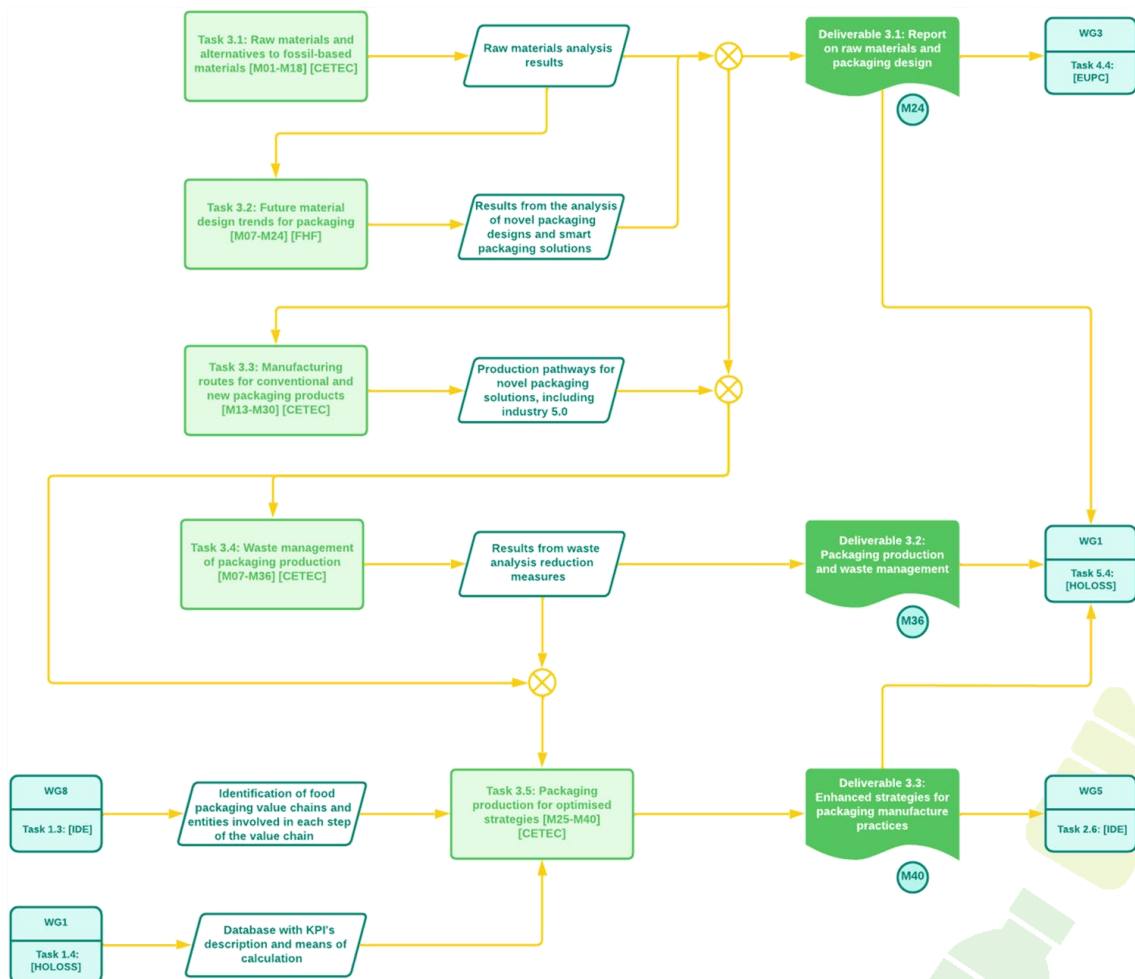 Task 3.1: Raw materials and
alternatives to fossil-based
materials [M01-M18] [CETEC]
Raw materials analysis
results
Deliverable 3.1: Report
on raw materials and
packaging design
M24
WG3
Task 4.4:
[EUPC]
Task 3.2: Future material
design trends for packaging
[M07-M24] [FHF]
Results from the analysis
of novel packaging
designs and smart
packaging solutions
Task 3.3: Manufacturing
routes for conventional and
new packaging products
[M13-M30] [CETEC]
Production pathways for
novel packaging
solutions, including
industry 5.0
Task 3.4: Waste management
of packaging production
[M07-M36] [CETEC]
Results from waste
analysis reduction
measures
Deliverable 3.2:
Packaging production
and waste management
M36
WG1
Task 5.4:
[HOLOSS]
WG8
Task 1.3: [IDE]
Identification of food
packaging value chains and
entities involved in each step
of the value chain
Task 3.5: Packaging
production for optimised
strategies [M25-M40]
[CETEC]
Deliverable 3.3:
Enhanced strategies for
packaging manufacture
practices
M40
WG5
Task 2.6: [IDE]
WG1
Task 1.4:
[HOLOSS]
Database with KPI's
description and means of
calculation